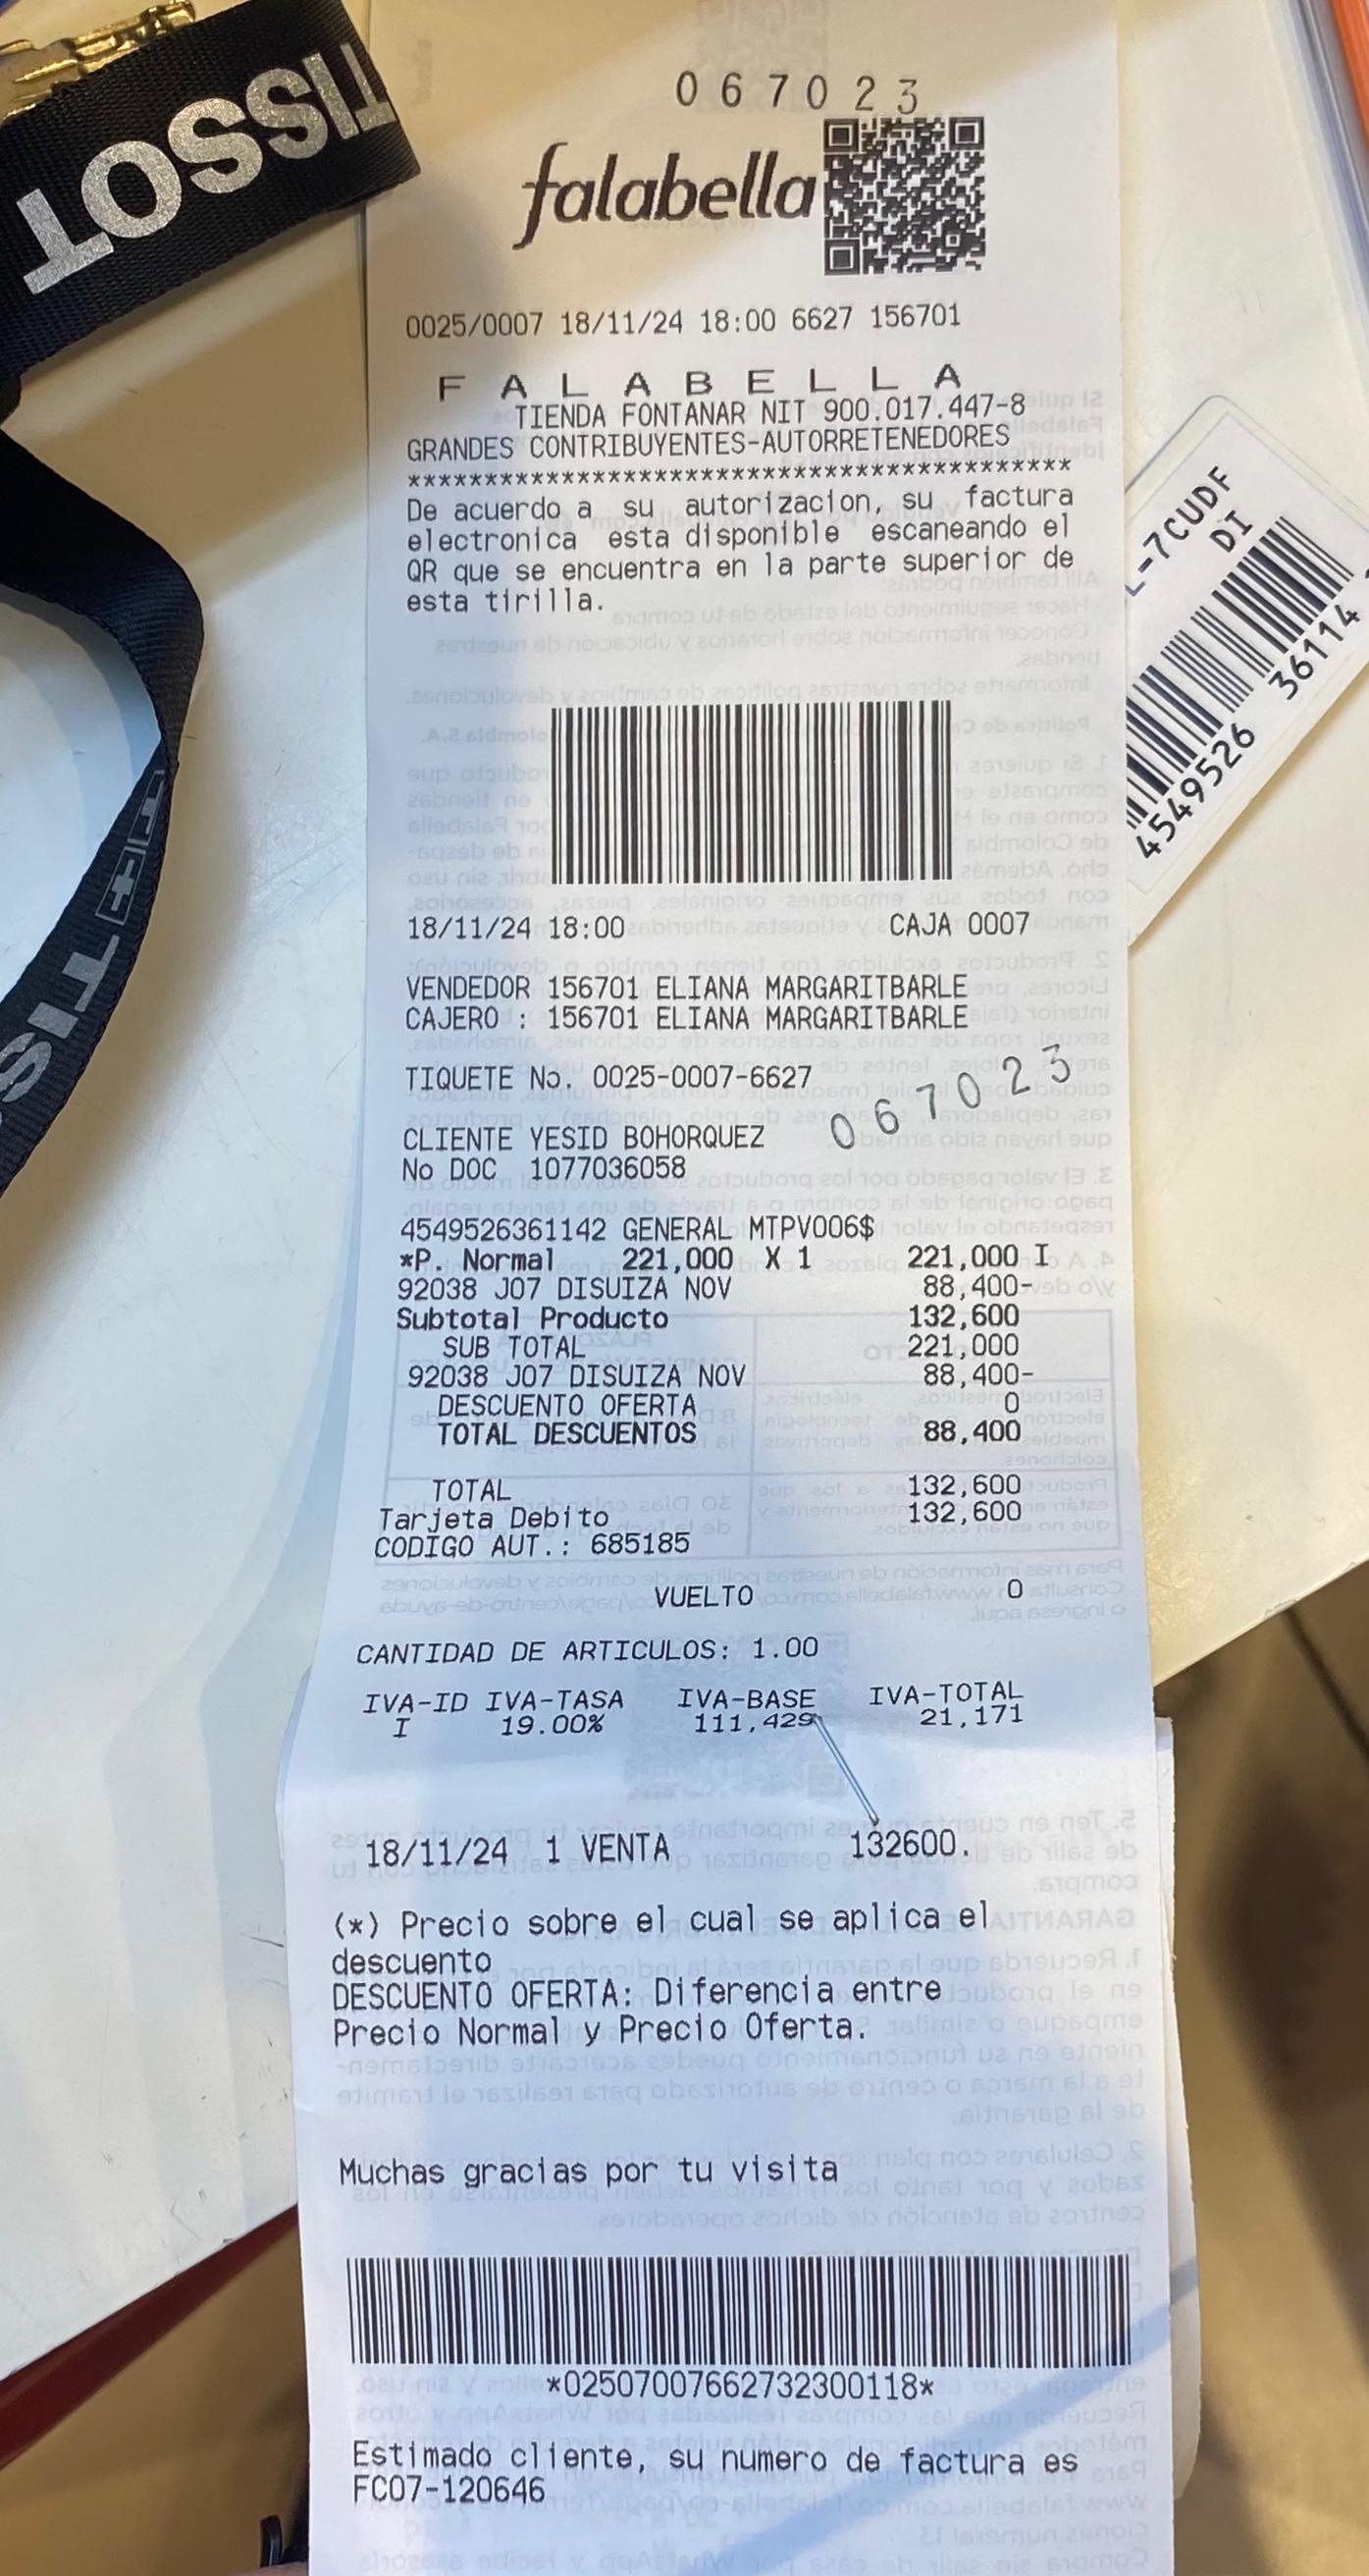 TISSOT
067023
falabella
0025/0007 18/11/24 18:00 6627 156701
F A L A B E L L A
TIENDA FONTANAR NIT 900.017.447-8
GRANDES CONTRIBUYENTES-AUTORRETENEDORES
*******************************************
De acuerdo a su autorizacion, su factura
electronica esta disponible escaneando el
QR que se encuentra en la parte superior de
esta tirilla.
L-7CUDF
DI
4549526 36114
18/11/24 18:00 CAJA 0007
VENDEDOR 156701 ELIANA MARGARITBARLE
CAJERO : 156701 ELIANA MARGARITBARLE
TIQUETE No. 0025-0007-6627
067023
CLIENTE YESID BOHORQUEZ
No DOC 1077036058
4549526361142 GENERAL MTPV006$
*P. Normal 221,000 X 1 221,000 I
92038 J07 DISUIZA NOV 88,400-
Subtotal Producto 132,600
SUB TOTAL 221,000
92038 J07 DISUIZA NOV 88,400-
DESCUENTO OFERTA 0
TOTAL DESCUENTOS 88,400
TOTAL 132,600
Tarjeta Debito 132,600
CODIGO AUT.: 685185
VUELTO 0
CANTIDAD DE ARTICULOS: 1.00
IVA-ID IVA-TASA IVA-BASE IVA-TOTAL
I 19.00% 111,429 21,171
18/11/24 1 VENTA 132600.
(*) Precio sobre el cual se aplica el
descuento
DESCUENTO OFERTA: Diferencia entre
Precio Normal y Precio Oferta.
Muchas gracias por tu visita
*025070076627323001​18*
Estimado cliente, su numero de factura es
FC07-120646